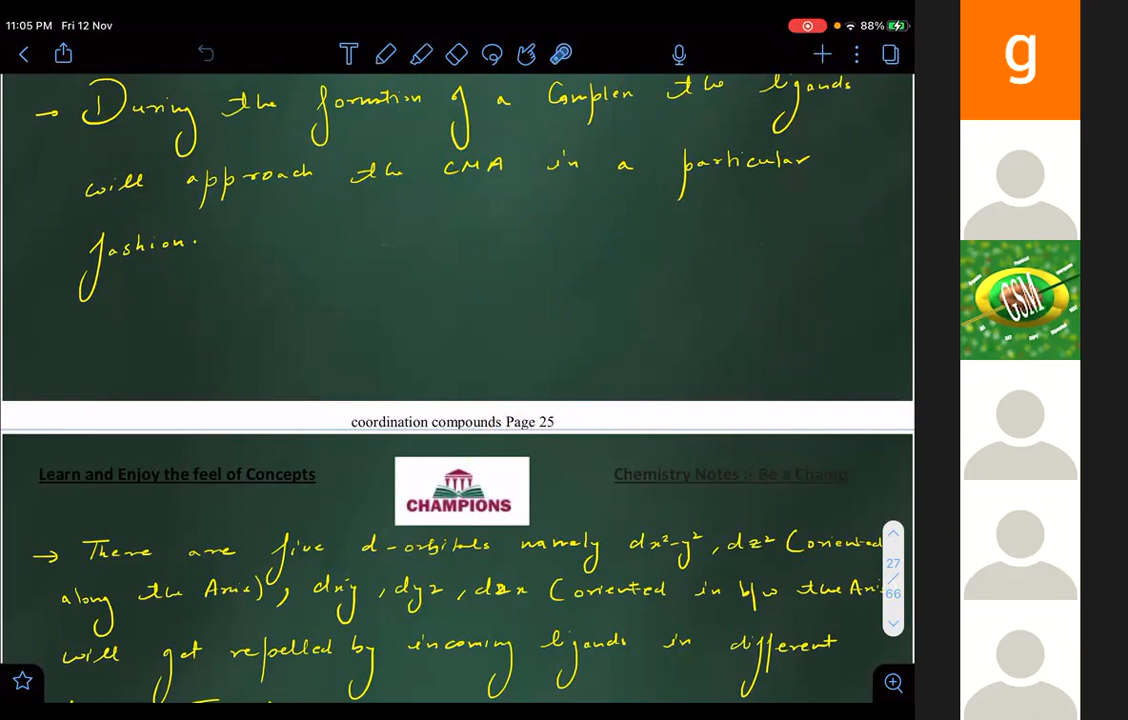 11:05 PM Fri 12 Nov
88%
g
→ During the formation of a Complex the ligands
will approach the CMA in a particular
fashion.
GSM
coordination compounds Page 25
Learn and Enjoy the feel of Concepts
CHAMPIONS
Chemistry Notes :- Be a Champ
→ There are five d-orbitals namely dx²-y², dz² (oriented
along the Axis), dxy, dyz, dzx (oriented in b/w the Axi
27
/
66
will get repelled by incoming ligands in different